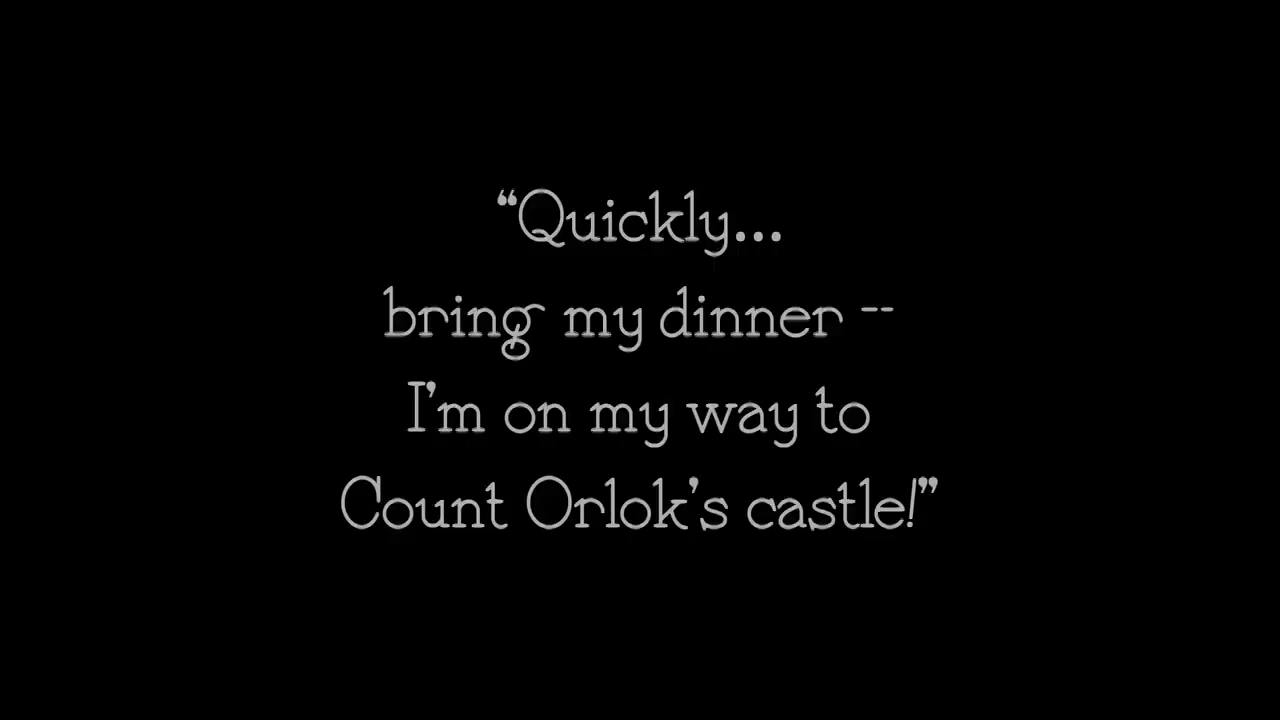 “Quickly...
bring my dinner --
I’m on my way to
Count Orlok’s castle!”